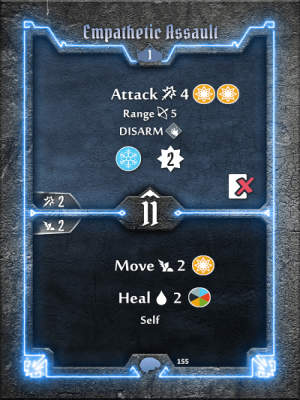 Empathetic Assault
1
Attack 4
Range 5
DISARM
2
2
11
2
Move 2
Heal 2
Self
155